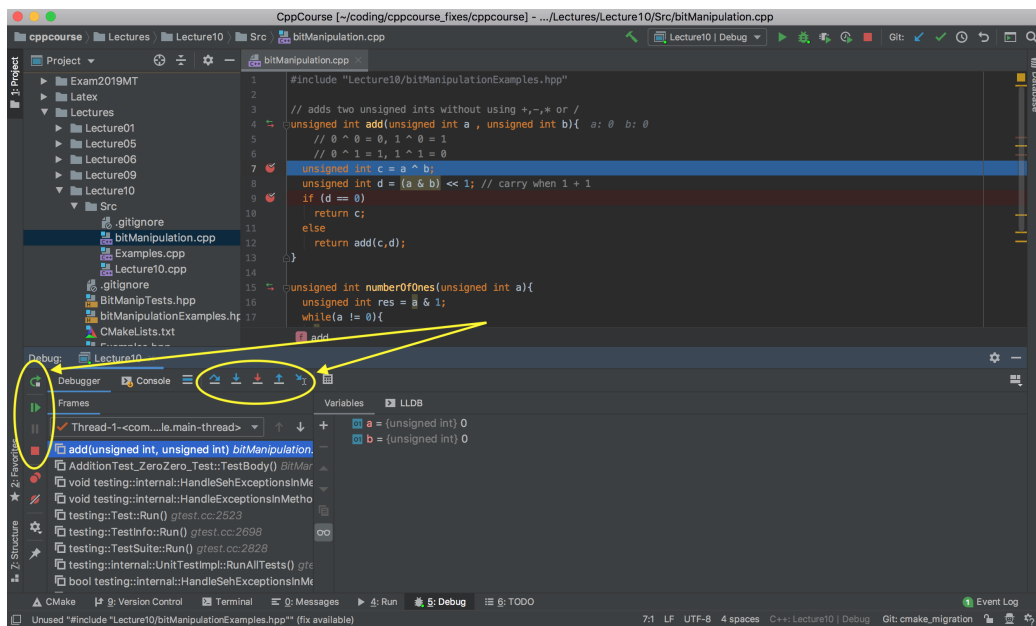 CppCourse [~/coding/cppcourse_fixes/cppcourse] - .../Lectures/Lecture10/Src/bitManipulation.cpp
cppcourse Lectures Lecture10 Src bitManipulation.cpp Lecture10 | Debug Git:
1: Project
Project
Exam2019MT
Latex
Lectures
Lecture01
Lecture05
Lecture06
Lecture09
Lecture10
Src
.gitignore
bitManipulation.cpp
Examples.cpp
Lecture10.cpp
.gitignore
BitManipTests.hpp
bitManipulationExamples.hp
CMakeLists.txt
bitManipulation.cpp
1 #include "Lecture10/bitManipulationExamples.hpp"
2
3 // adds two unsigned ints without using +,-,* or /
4 unsigned int add(unsigned int a , unsigned int b){ a: 0 b: 0
5 // 0 ^ 0 = 0, 1 ^ 0 = 1
6 // 0 ^ 1 = 1, 1 ^ 1 = 0
7 unsigned int c = a ^ b;
8 unsigned int d = (a & b) << 1; // carry when 1 + 1
9 if (d == 0)
10 return c;
11 else
12 return add(c,d);
13 }
14
15 unsigned int numberOfOnes(unsigned int a){
16 unsigned int res = a & 1;
17 while(a != 0){
f add
Database
Debug: Lecture10
Debugger Console
Frames
Variables LLDB
Thread-1-<com....le.main-thread>
add(unsigned int, unsigned int) bitManipulation.
AdditionTest_ZeroZero_Test::TestBody() BitMar
void testing::internal::HandleSehExceptionsInMe
void testing::internal::HandleExceptionsInMetho
testing::Test::Run() gtest.cc:2523
testing::TestInfo::Run() gtest.cc:2698
testing::TestSuite::Run() gtest.cc:2828
testing::internal::UnitTestImpl::RunAllTests() gte
bool testing::internal::HandleSehExceptionsInMe
a = {unsigned int} 0
b = {unsigned int} 0
2: Favorites
Z: Structure
CMake 9: Version Control Terminal 0: Messages 4: Run 5: Debug 6: TODO 1 Event Log
Unused "#include "Lecture10/bitManipulationExamples.hpp"" (fix available) 7:1 LF UTF-8 4 spaces C++: Lecture10 | Debug Git: cmake_migration